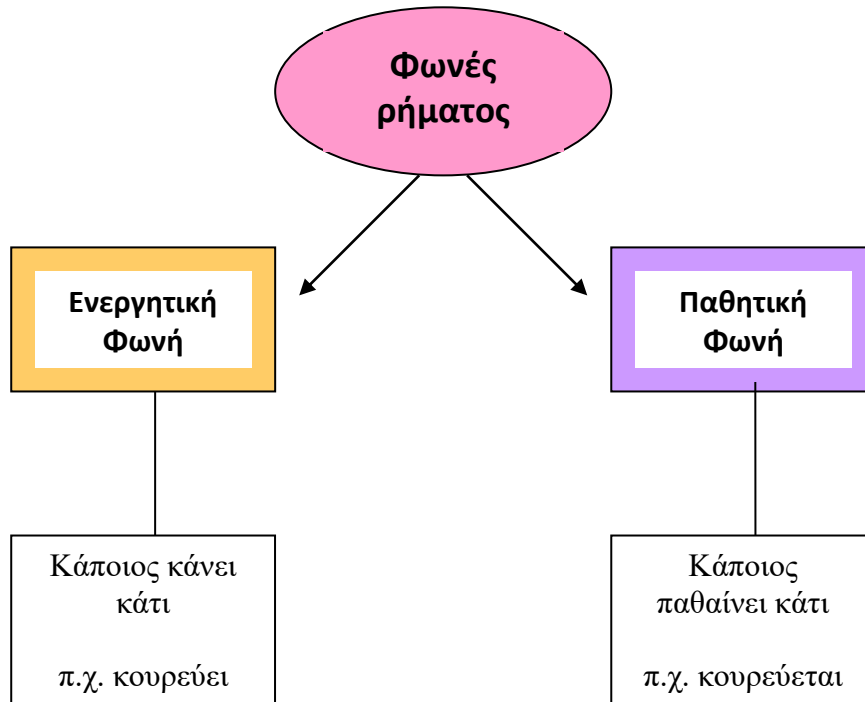 Φωνές
ρήματος
Ενεργητική
Φωνή
Παθητική
Φωνή
Κάποιος κάνει
κάτι
π.χ. κουρεύει
Κάποιος
παθαίνει κάτι
π.χ. κουρεύεται